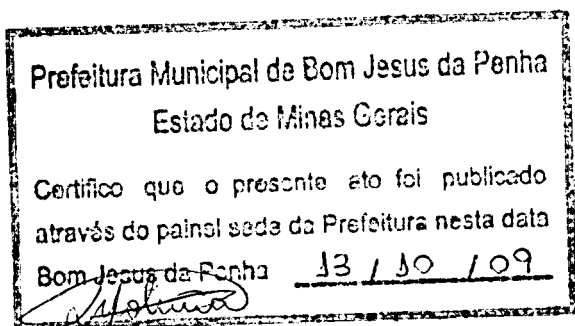 Prefeitura Municipal de Bom Jesus da Penha
Estado de Minas Gerais
Certifico que o presente ato foi publicado
através do painel sede da Prefeitura nesta data
Bom Jesus da Penha 13 / 10 / 09